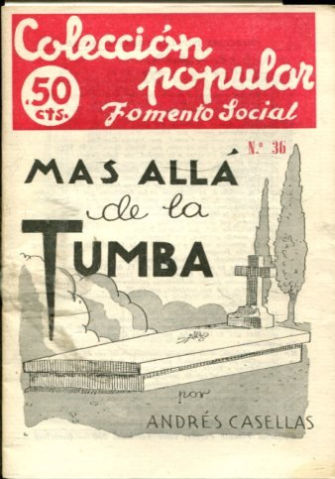 Colección
popular
.50
cts.
Fomento Social
N.º 36
MAS ALLÁ
de la
TUMBA
por
ANDRÉS CASELLAS